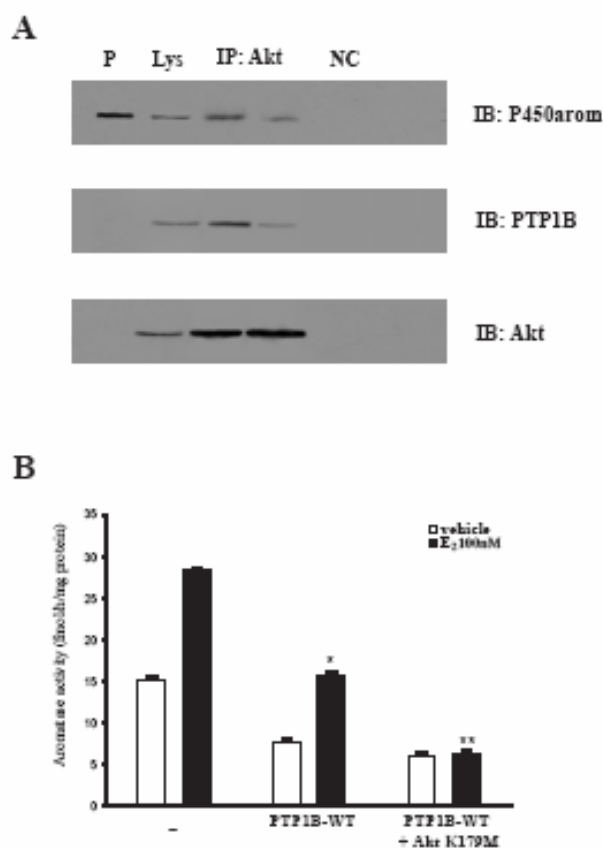 A
P Lys IP: Akt NC
IB: P450arom
IB: PTP1B
IB: Akt
B
Aromatase activity (fmol/h/mg protein)
35
30
25
20
15
10
5
0
vehicle
E2 100nM
*
**
–
PTP1B-WT
PTP1B-WT
+ Akt K179M